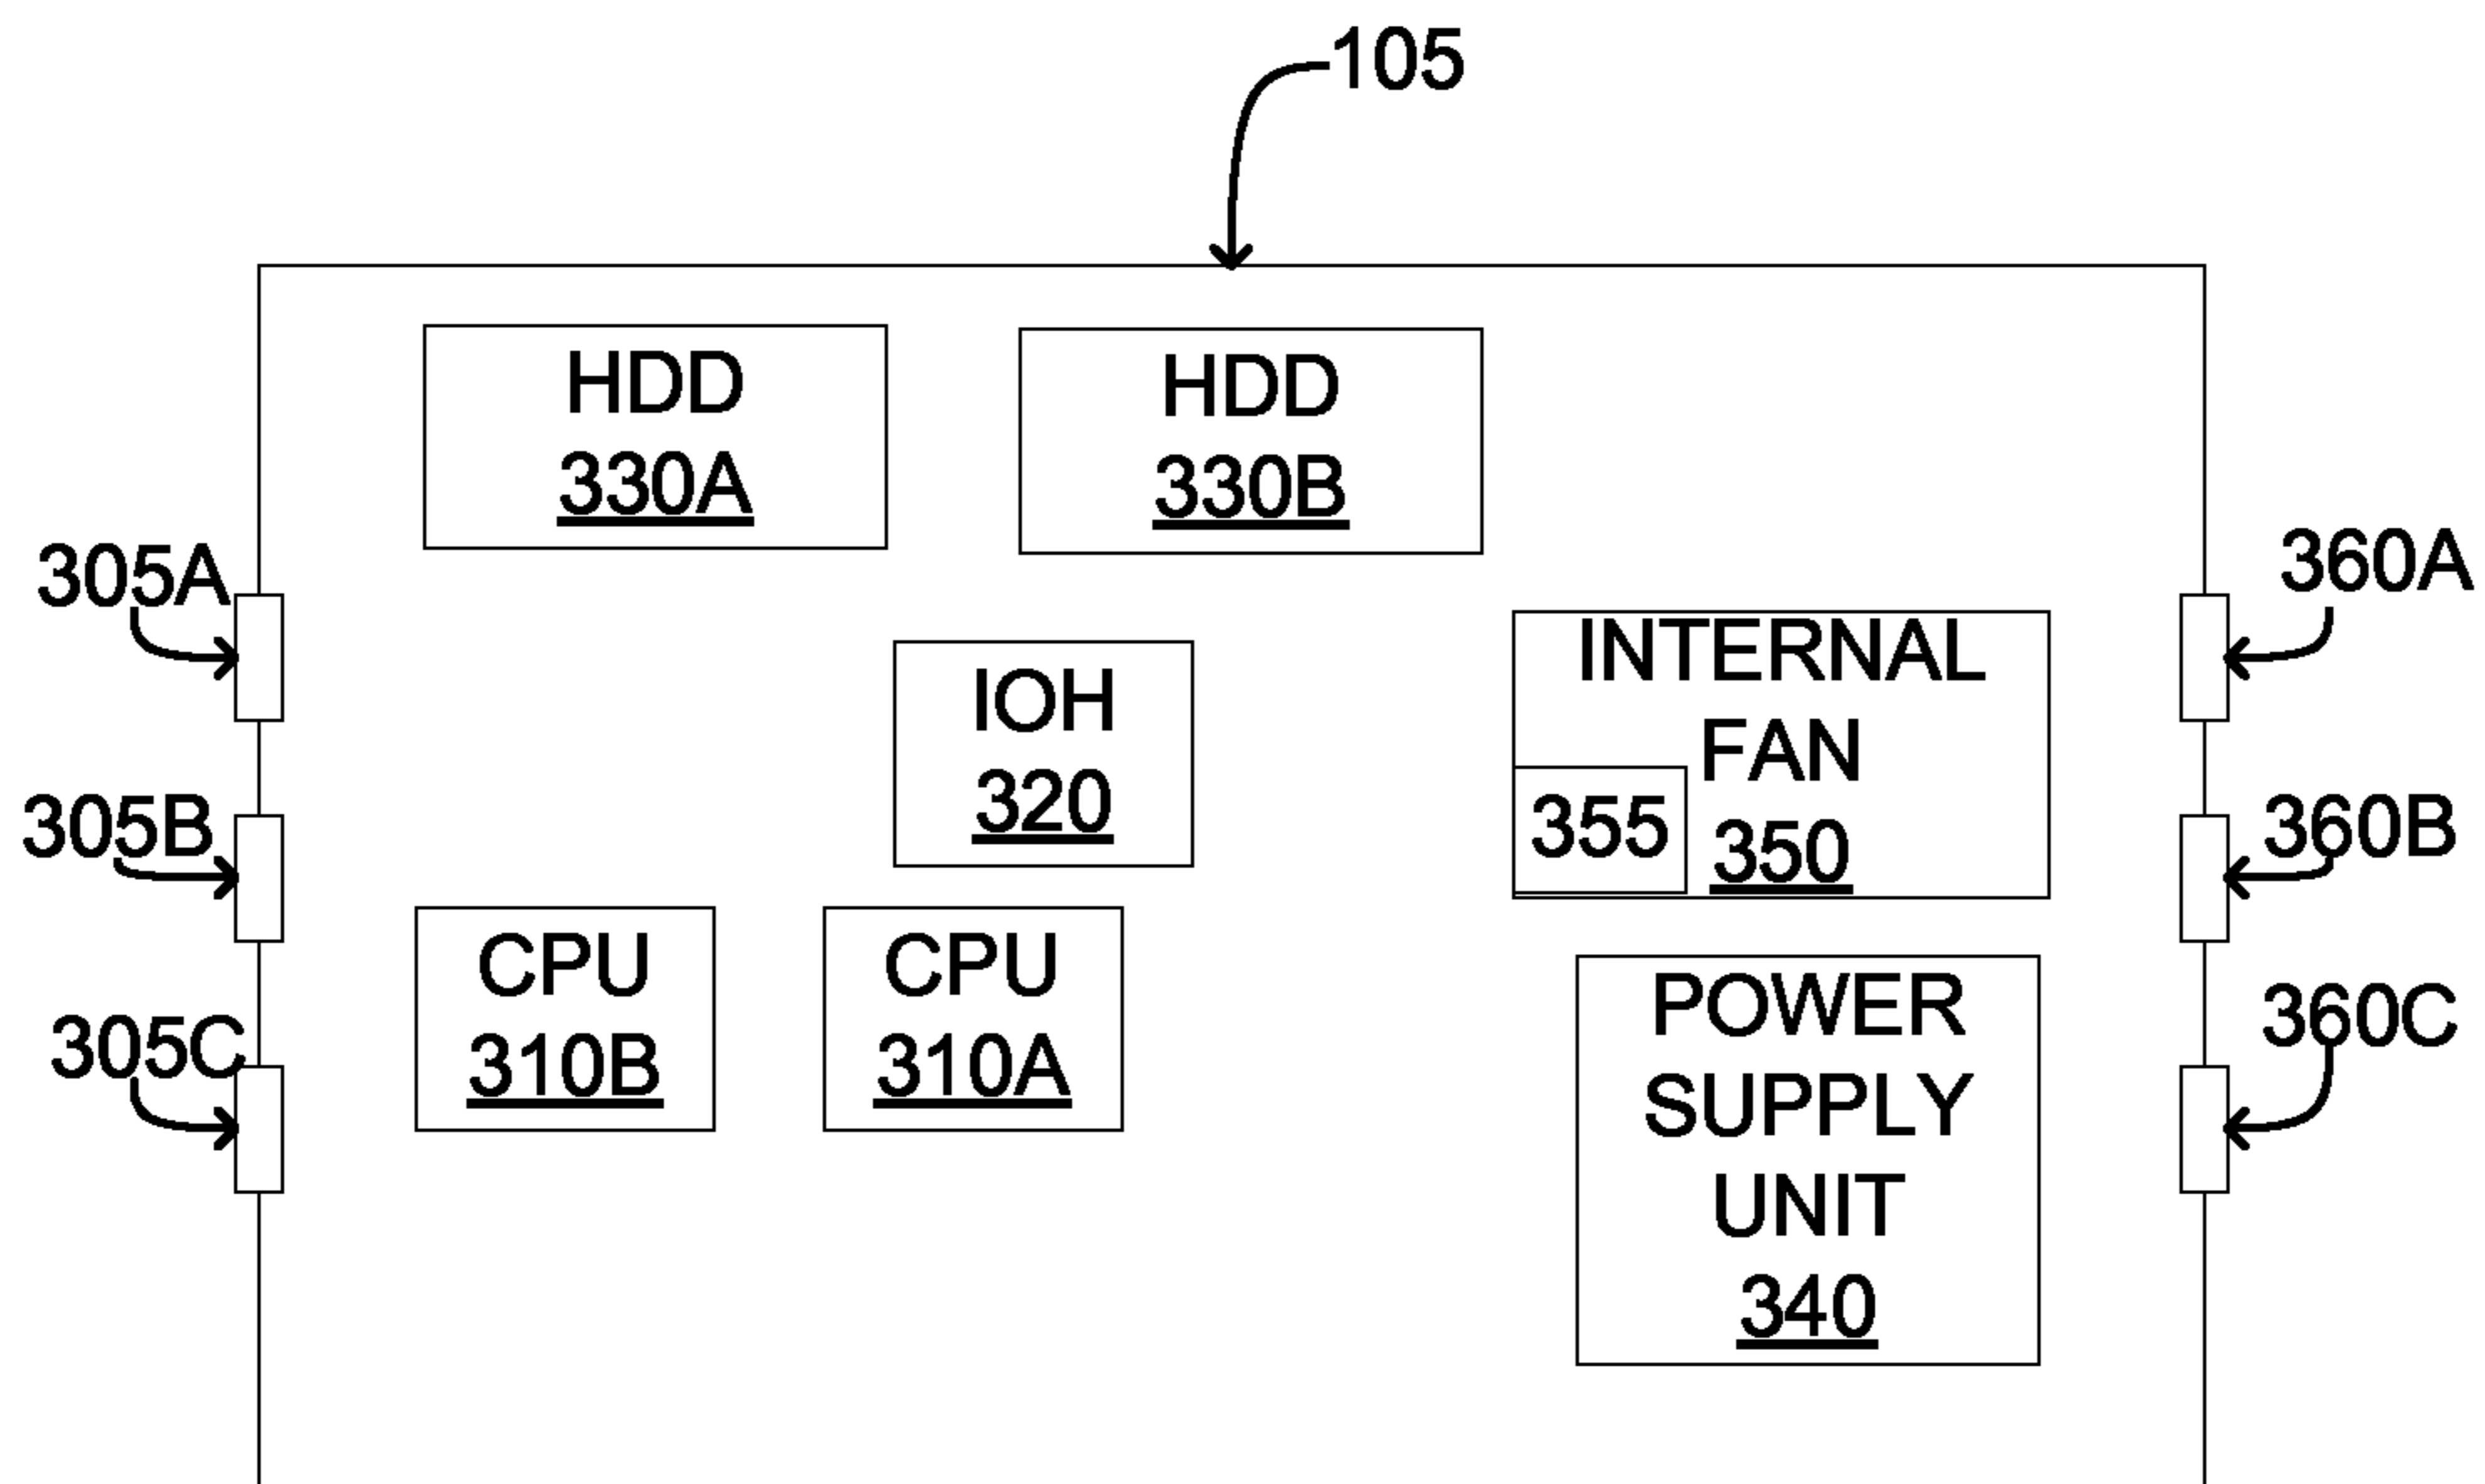 105
HDD
330A
HDD
330B
305A
360A
INTERNAL
FAN
350
355
IOH
320
305B
360B
CPU
310B
CPU
310A
305C
360C
POWER
SUPPLY
UNIT
340